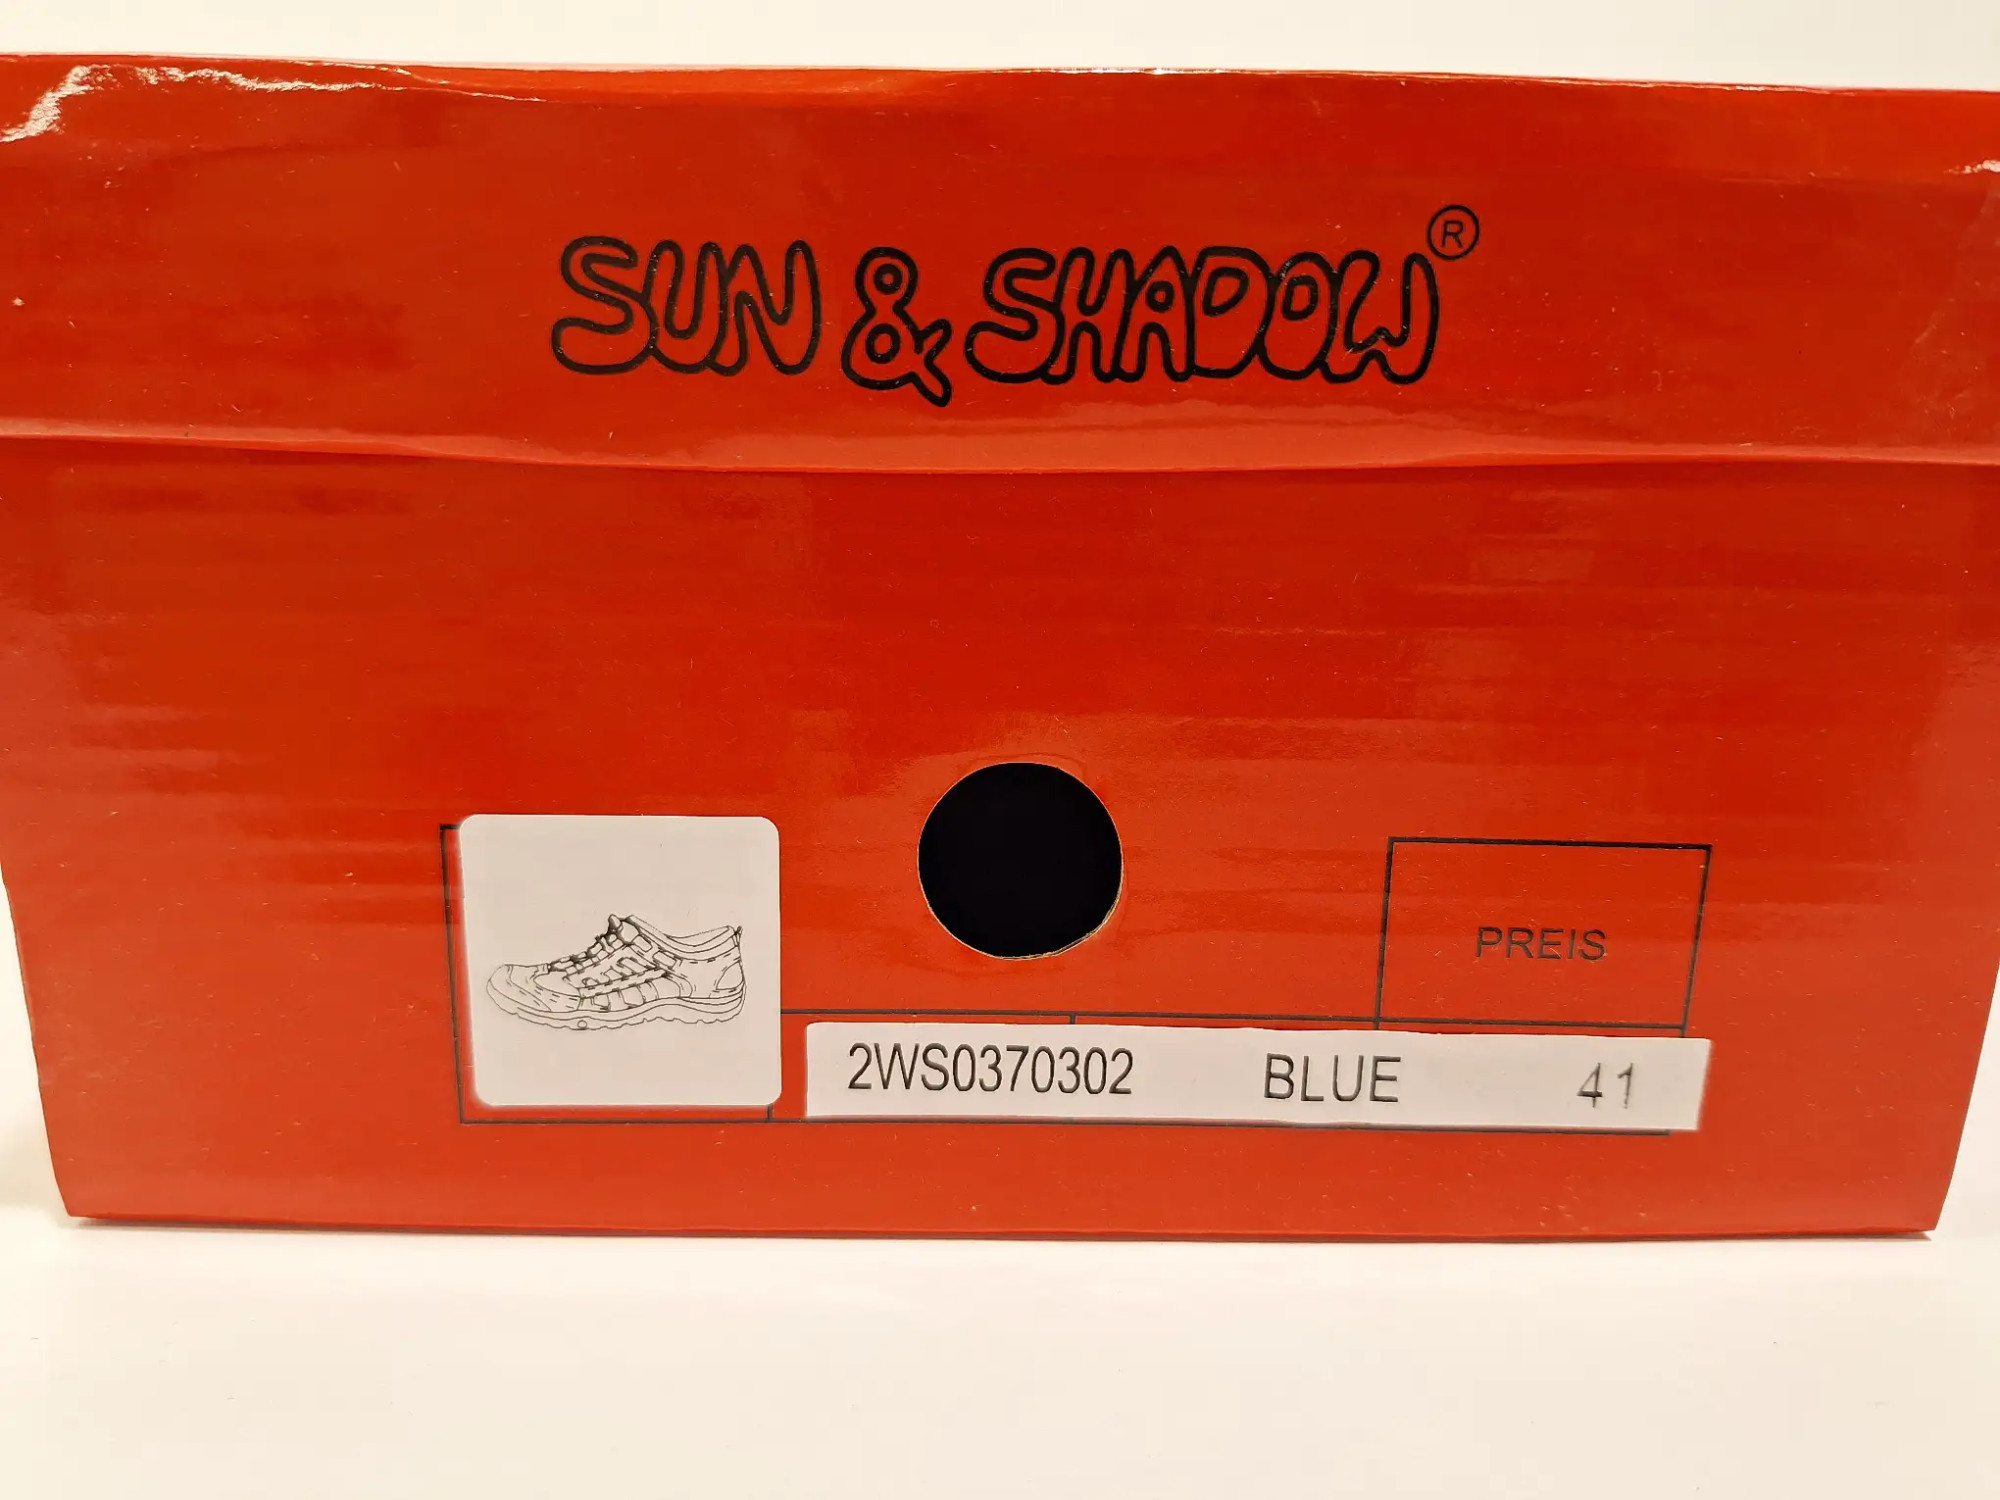 SUN & SHADOW®
PREIS
2WS0370302 BLUE 41